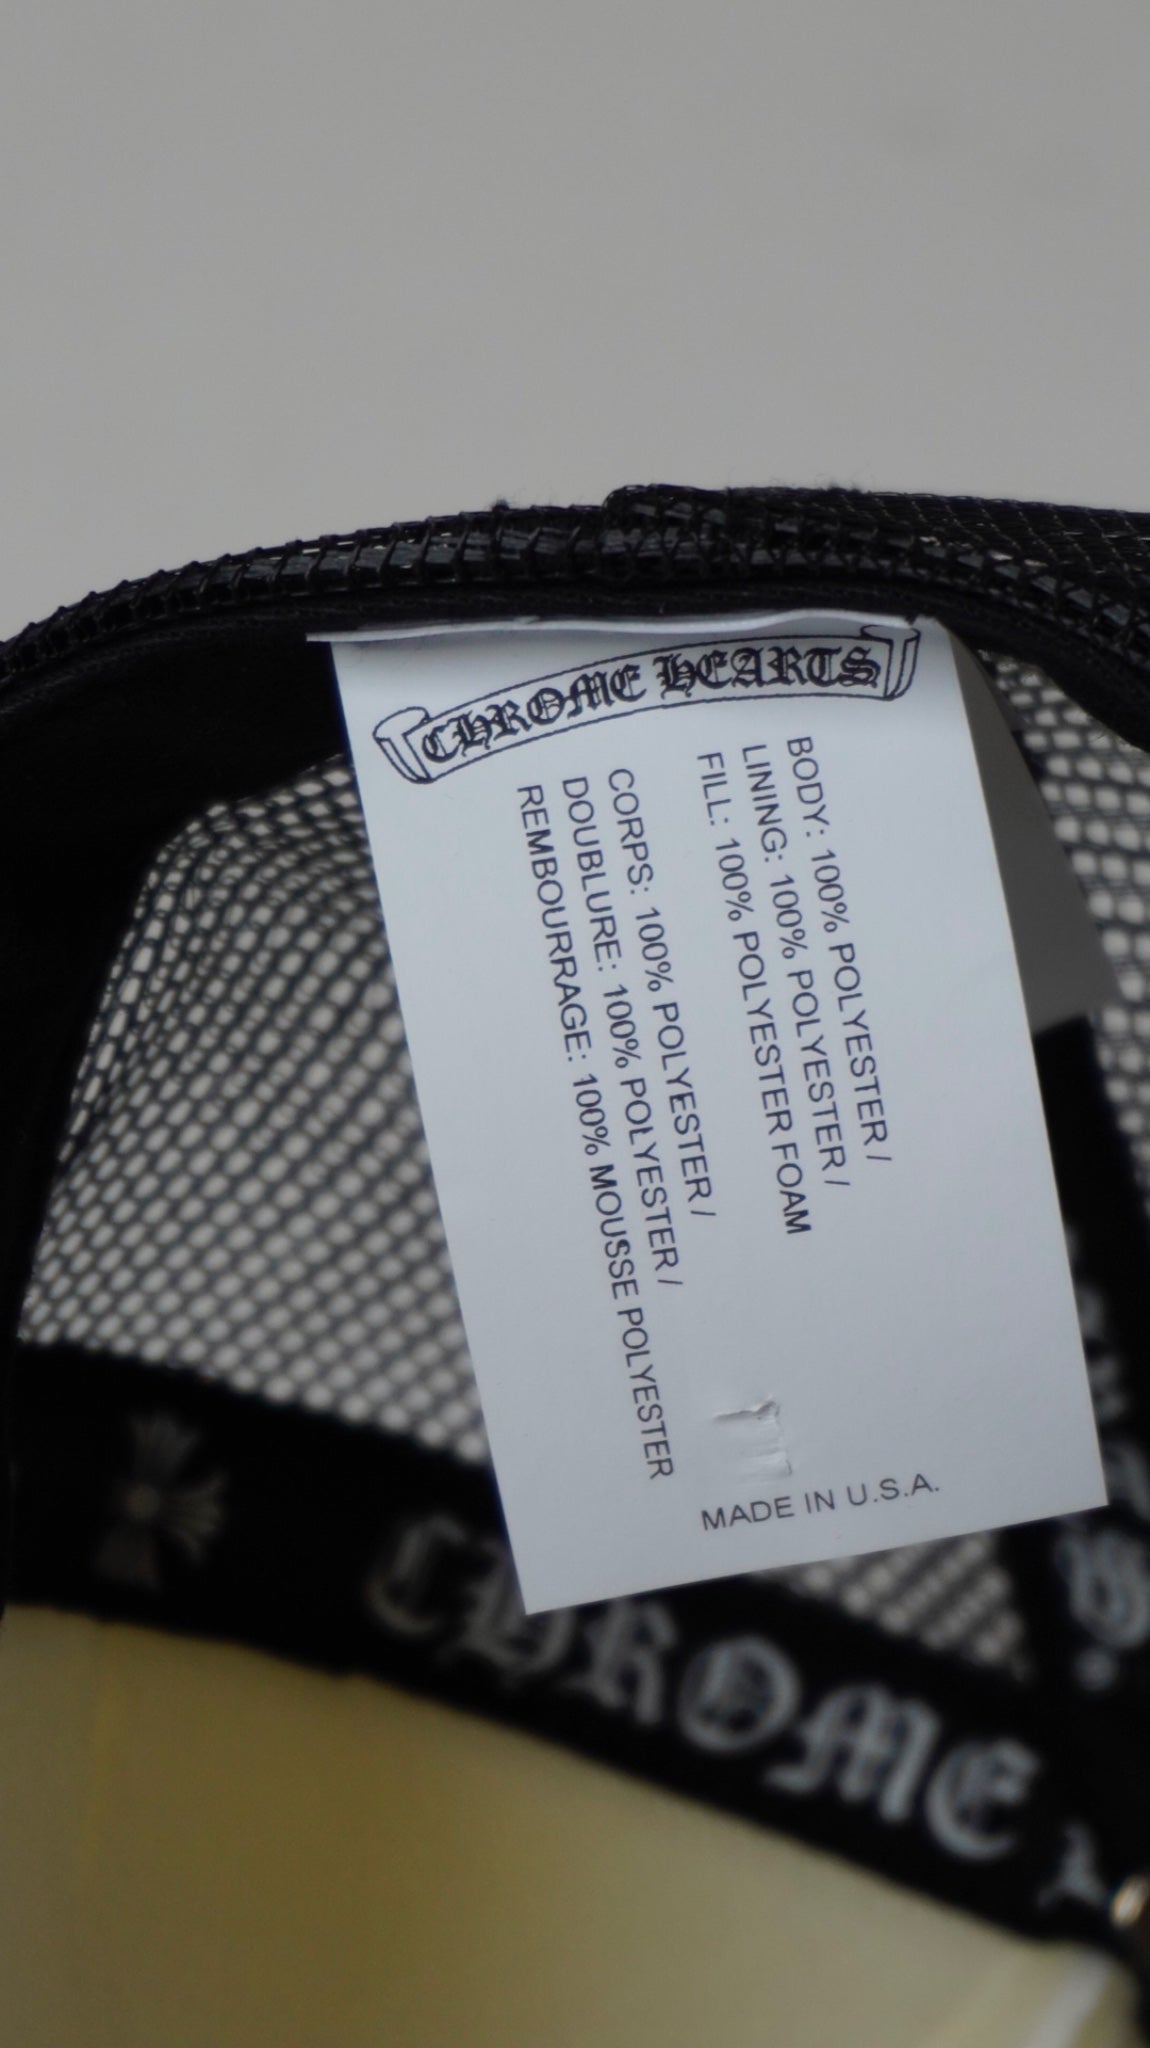 CHROME HEARTS
BODY: 100% POLYESTER /
LINING: 100% POLYESTER /
FILL: 100% POLYESTER FOAM
CORPS: 100% POLYESTER /
DOUBLURE: 100% POLYESTER /
REMBOURRAGE: 100% MOUSSE POLYESTER
MADE IN U.S.A.
CHROME